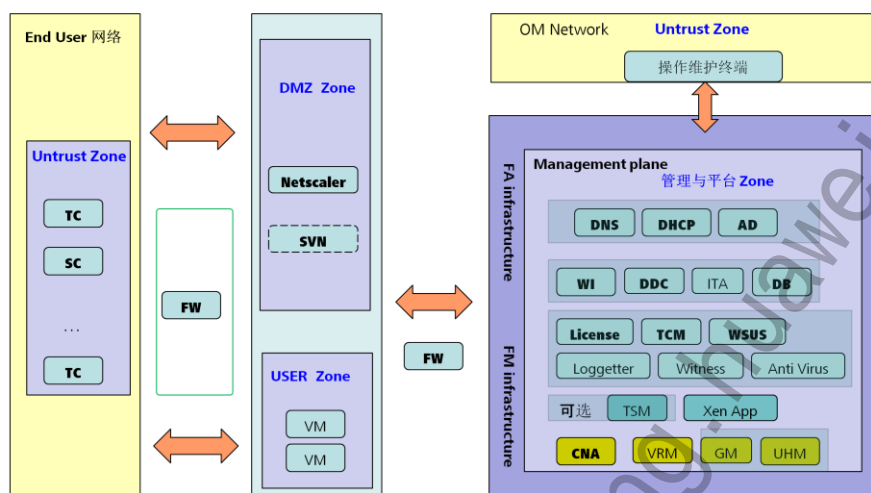 End User 网络
Untrust Zone
TC
SC
...
TC
FW
DMZ Zone
Netscaler
SVN
USER Zone
VM
VM
FW
OM Network Untrust Zone
操作维护终端
FA infrastructure
FM infrastructure
Management plane
管理与平台 Zone
DNS DHCP AD
WI DDC ITA DB
License TCM WSUS
Loggetter Witness Anti Virus
可选 TSM Xen App
CNA VRM GM UHM
ng.huawei